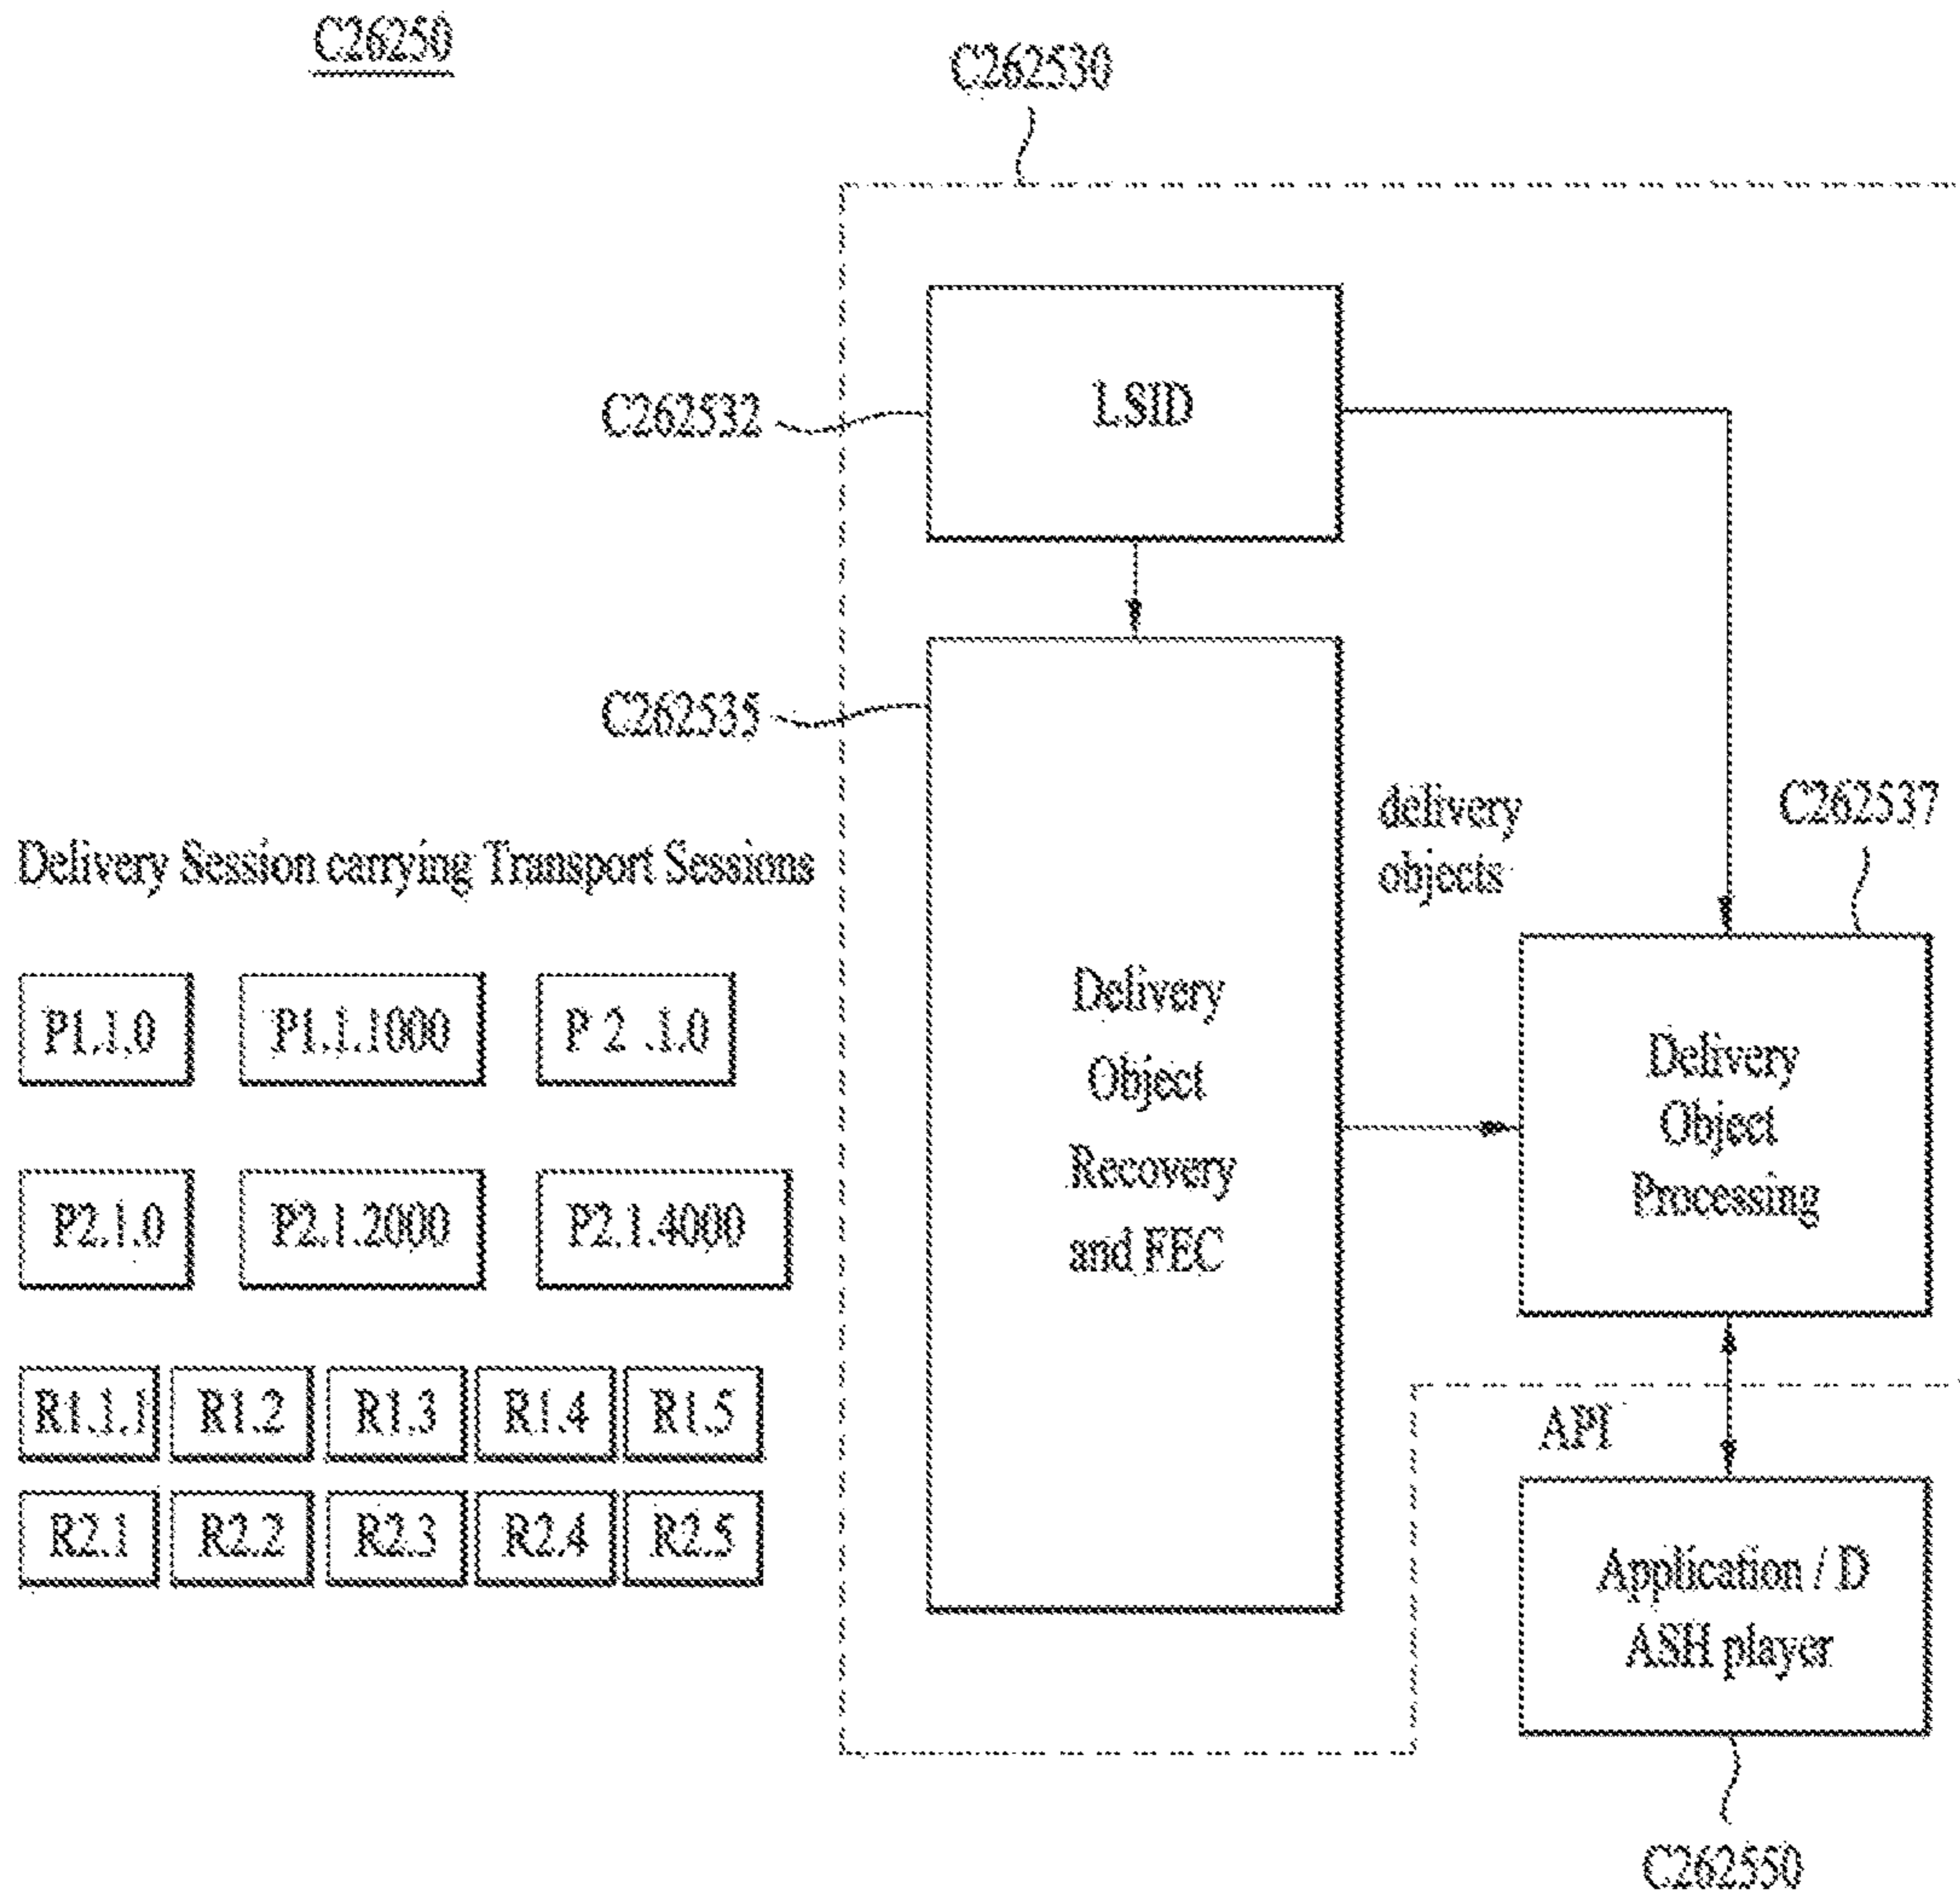 C26250
C262530
LSID
C262532
C262535
delivery
objects
C262537
Delivery Session carrying Transport Sessions
P1.1.0
P1.1.1000
P 2 .1.0
P2.1.0
P2.1.2000
P2.1.4000
R1.1.1
R1.2
R1.3
R1.4
R1.5
R2.1
R2.2
R2.3
R2.4
R2.5
Delivery
Object
Recovery
and FEC
Delivery
Object
Processing
API
Application / D
ASH player
C262550